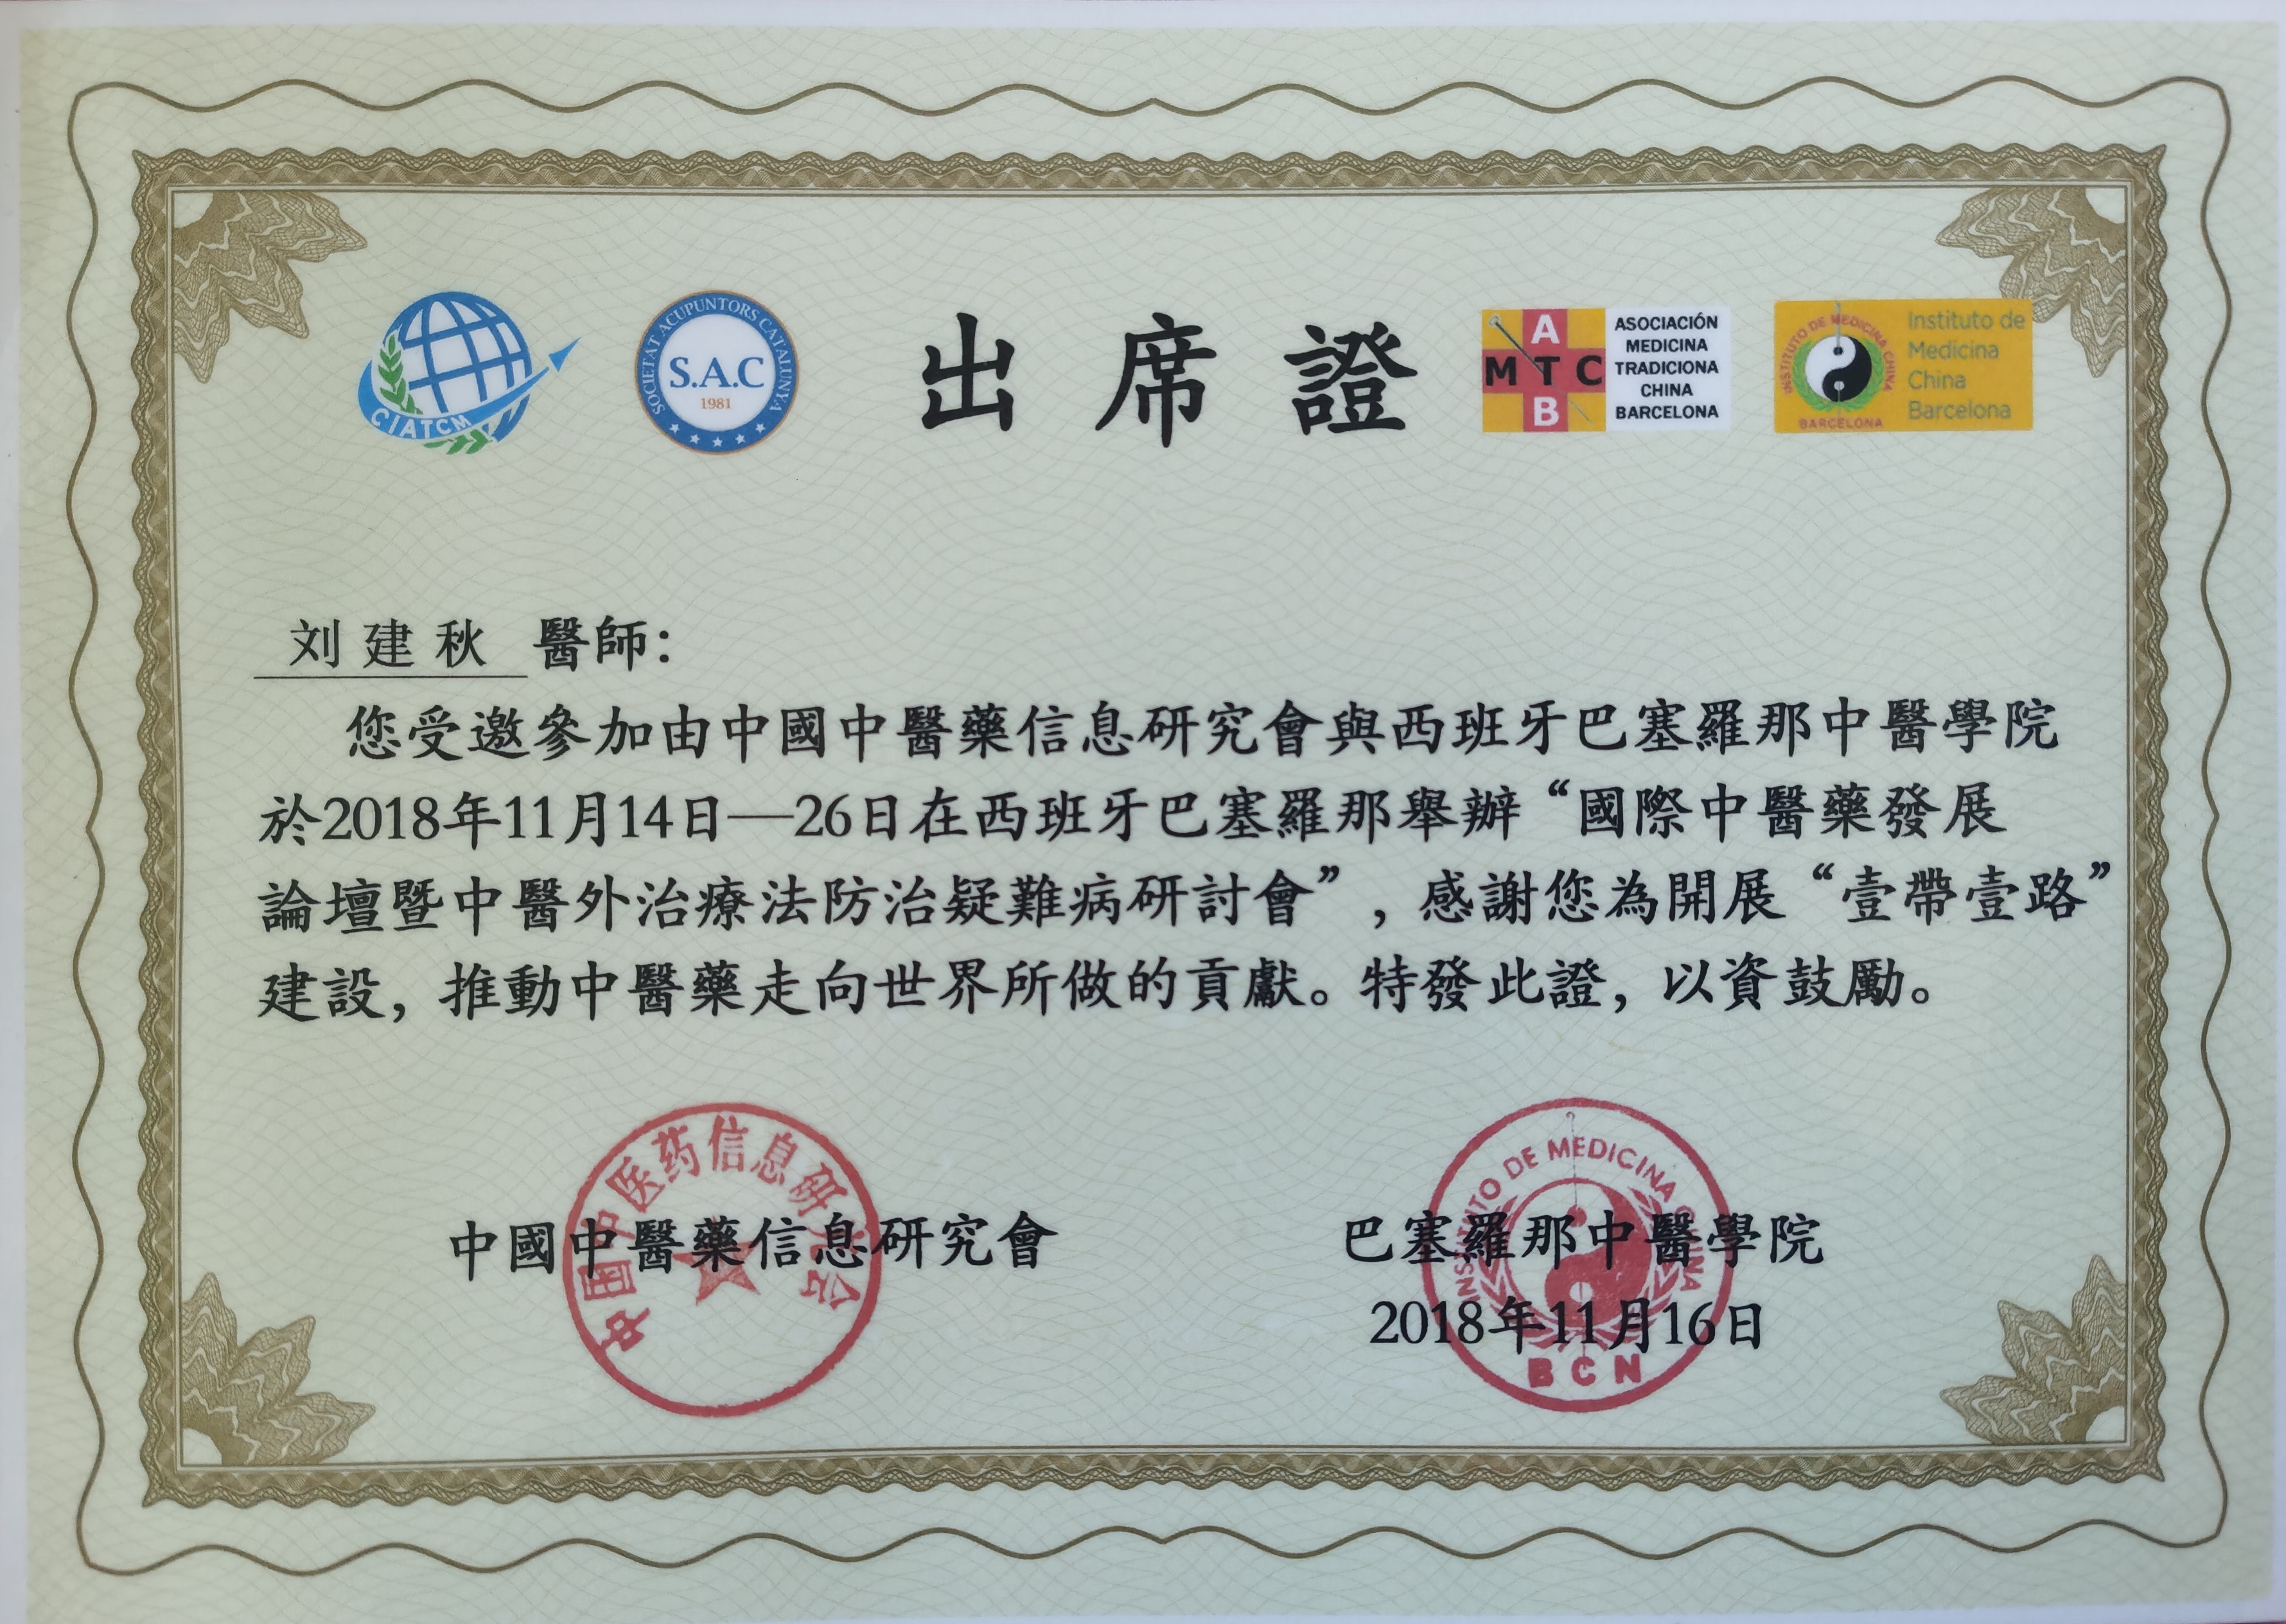 CIATCM
SOCIETAT ACUPUNTORS CATALUNYA
S.A.C
1981
出席證
A
M T C
B
ASOCIACIÓN
MEDICINA
TRADICIONA
CHINA
BARCELONA
INSTITUTO DE MEDICINA CHINA
BARCELONA
Instituto de
Medicina
China
Barcelona
刘建秋 醫師：
您受邀參加由中國中醫藥信息研究會與西班牙巴塞羅那中醫學院
於2018年11月14日—26日在西班牙巴塞羅那舉辦“國際中醫藥發展
論壇暨中醫外治療法防治疑難病研討會”，感謝您為開展“壹帶壹路”
建設，推動中醫藥走向世界所做的貢獻。特發此證，以資鼓勵。
中国中医药信息研究会
中國中醫藥信息研究會
INSTITUTO DE MEDICINA CHINA
BCN
巴塞羅那中醫學院
2018年11月16日